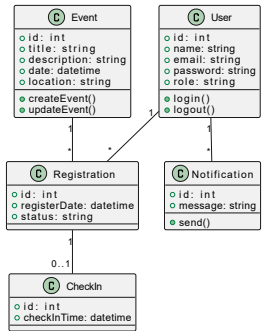 C Event
id: int
title: string
description: string
date: datetime
location: string
createEvent()
updateEvent()
C User
id: int
name: string
email: string
password: string
role: string
login()
logout()
1
*
1
*
1
*
C Registration
id: int
registerDate: datetime
status: string
C Notification
id: int
message: string
send()
1
0..1
C CheckIn
id: int
checkInTime: datetime